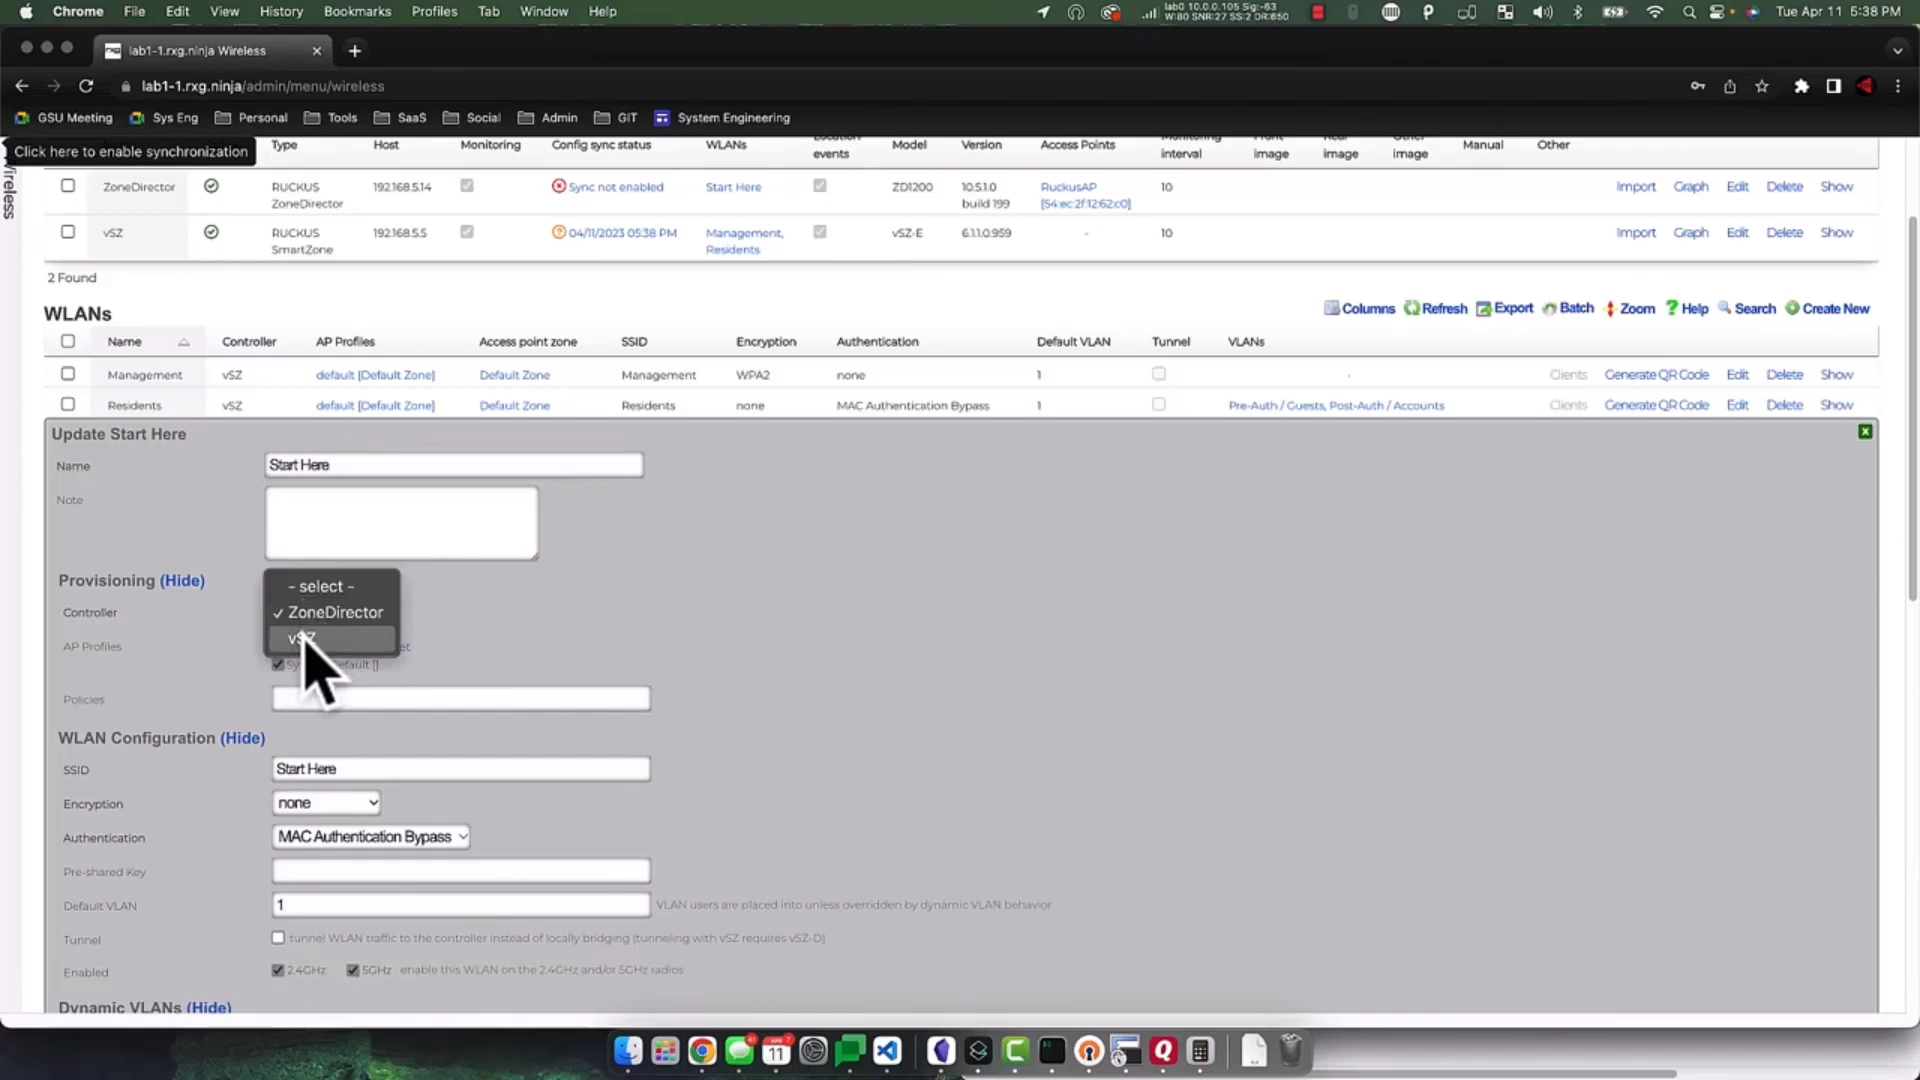 Chrome File Edit View History Bookmarks Profiles Tab Window Help
lab0 10.0.0.105 Sig:-63
W:80 SNR:27 SS:2 DR:650
Tue Apr 11 5:38 PM
lab1-1.rxg.ninja Wireless
lab1-1.rxg.ninja/admin/menu/wireless
GSU Meeting Sys Eng Personal Tools SaaS Social Admin GIT System Engineering
Click here to enable synchronization
Wireless
Type Host Monitoring Config sync status WLANs Location events Model Version Access Points Monitoring interval Front image Rear image Other image Manual Other
ZoneDirector RUCKUS ZoneDirector 192.168.5.14 Sync not enabled Start Here ZD1200 10.5.1.0 build 199 RuckusAP [54:ec:2f:12:62:c0] 10 Import Graph Edit Delete Show
vSZ RUCKUS SmartZone 192.168.5.5 04/11/2023 05:38 PM Management, Residents vSZ-E 6.1.1.0.959 - 10 Import Graph Edit Delete Show
2 Found
WLANs Columns Refresh Export Batch Zoom ? Help Search Create New
Name Controller AP Profiles Access point zone SSID Encryption Authentication Default VLAN Tunnel VLANs
Management vSZ default [Default Zone] Default Zone Management WPA2 none 1 - Clients Generate QR Code Edit Delete Show
Residents vSZ default [Default Zone] Default Zone Residents none MAC Authentication Bypass 1 Pre-Auth / Guests, Post-Auth / Accounts Clients Generate QR Code Edit Delete Show
Update Start Here
Name Start Here
Note
Provisioning (Hide)
- select -
Controller ✓ ZoneDirector
vSZ
AP Profiles
Policies
WLAN Configuration (Hide)
SSID Start Here
Encryption none
Authentication MAC Authentication Bypass
Pre-shared Key
Default VLAN 1 VLAN users are placed into unless overridden by dynamic VLAN behavior
Tunnel tunnel WLAN traffic to the controller instead of locally bridging (tunneling with vSZ requires vSZ-D)
Enabled 2.4GHz 5GHz enable this WLAN on the 2.4GHz and/or 5GHz radios
Dynamic VLANs (Hide)